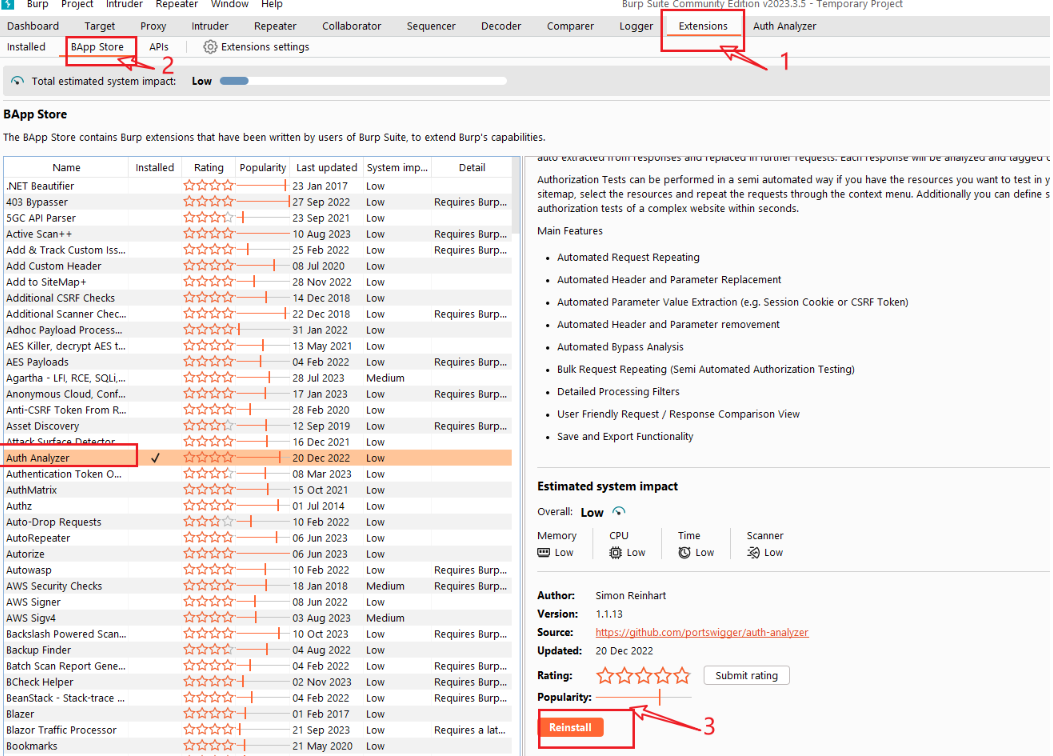 Burp Project Intruder Repeater Window Help Burp Suite Community Edition v2023.3.5 - Temporary Project
Dashboard Target Proxy Intruder Repeater Collaborator Sequencer Decoder Comparer Logger Extensions Auth Analyzer
Installed BApp Store APIs Extensions settings
1
2
Total estimated system impact: Low
BApp Store
The BApp Store contains Burp extensions that have been written by users of Burp Suite, to extend Burp's capabilities.
Name Installed Rating Popularity Last updated System imp... Detail
.NET Beautifier 23 Jan 2017 Low
403 Bypasser 27 Sep 2022 Low Requires Burp...
5GC API Parser 23 Sep 2021 Low
Active Scan++ 10 Aug 2023 Low Requires Burp...
Add & Track Custom Iss... 25 Feb 2022 Low Requires Burp...
Add Custom Header 08 Jul 2020 Low
Add to SiteMap+ 28 Nov 2022 Low
Additional CSRF Checks 14 Dec 2018 Low
Additional Scanner Chec... 22 Dec 2018 Low Requires Burp...
Adhoc Payload Process... 31 Jan 2022 Low
AES Killer, decrypt AES t... 13 May 2021 Low
AES Payloads 04 Feb 2022 Low Requires Burp...
Agartha - LFI, RCE, SQLi,... 28 Jul 2023 Medium
Anonymous Cloud, Conf... 17 Jan 2023 Low Requires Burp...
Anti-CSRF Token From R... 28 Feb 2020 Low
Asset Discovery 12 Sep 2019 Low Requires Burp...
Attack Surface Detector 16 Dec 2021 Low
Auth Analyzer ✓ 20 Dec 2022 Low
Authentication Token O... 08 Mar 2023 Low
AuthMatrix 15 Oct 2021 Low
Authz 01 Jul 2014 Low
Auto-Drop Requests 10 Feb 2022 Low
AutoRepeater 06 Jun 2023 Low
Autorize 06 Jun 2023 Low
Autowasp 10 Feb 2022 Low Requires Burp...
AWS Security Checks 18 Jan 2018 Medium Requires Burp...
AWS Signer 08 Jun 2022 Low
AWS Sigv4 03 Aug 2023 Medium
Backslash Powered Scan... 10 Oct 2023 Low Requires Burp...
Backup Finder 04 Aug 2022 Low
Batch Scan Report Gene... 04 Feb 2022 Low Requires Burp...
BCheck Helper 02 Nov 2023 Low Requires Burp...
BeanStack - Stack-trace ... 04 Feb 2022 Low Requires Burp...
Blazer 01 Feb 2017 Low
Blazor Traffic Processor 21 Sep 2023 Low Requires a lat...
Bookmarks 21 May 2020 Low
auto extracted from responses and replaced in further requests. Each response will be analyzed and tagged
Authorization Tests can be performed in a semi automated way if you have the resources you want to test in y
sitemap, select the resources and repeat the requests through the context menu. Additionally you can define s
authorization tests of a complex website within seconds.
Main Features
• Automated Request Repeating
• Automated Header and Parameter Replacement
• Automated Parameter Value Extraction (e.g. Session Cookie or CSRF Token)
• Automated Header and Parameter removement
• Automated Bypass Analysis
• Bulk Request Repeating (Semi Automated Authorization Testing)
• Detailed Processing Filters
• User Friendly Request / Response Comparison View
• Save and Export Functionality
Estimated system impact
Overall: Low
Memory CPU Time Scanner
Low Low Low Low
Author: Simon Reinhart
Version: 1.1.13
Source: https://github.com/portswigger/auth-analyzer
Updated: 20 Dec 2022
Rating: Submit rating
Popularity:
Reinstall
3